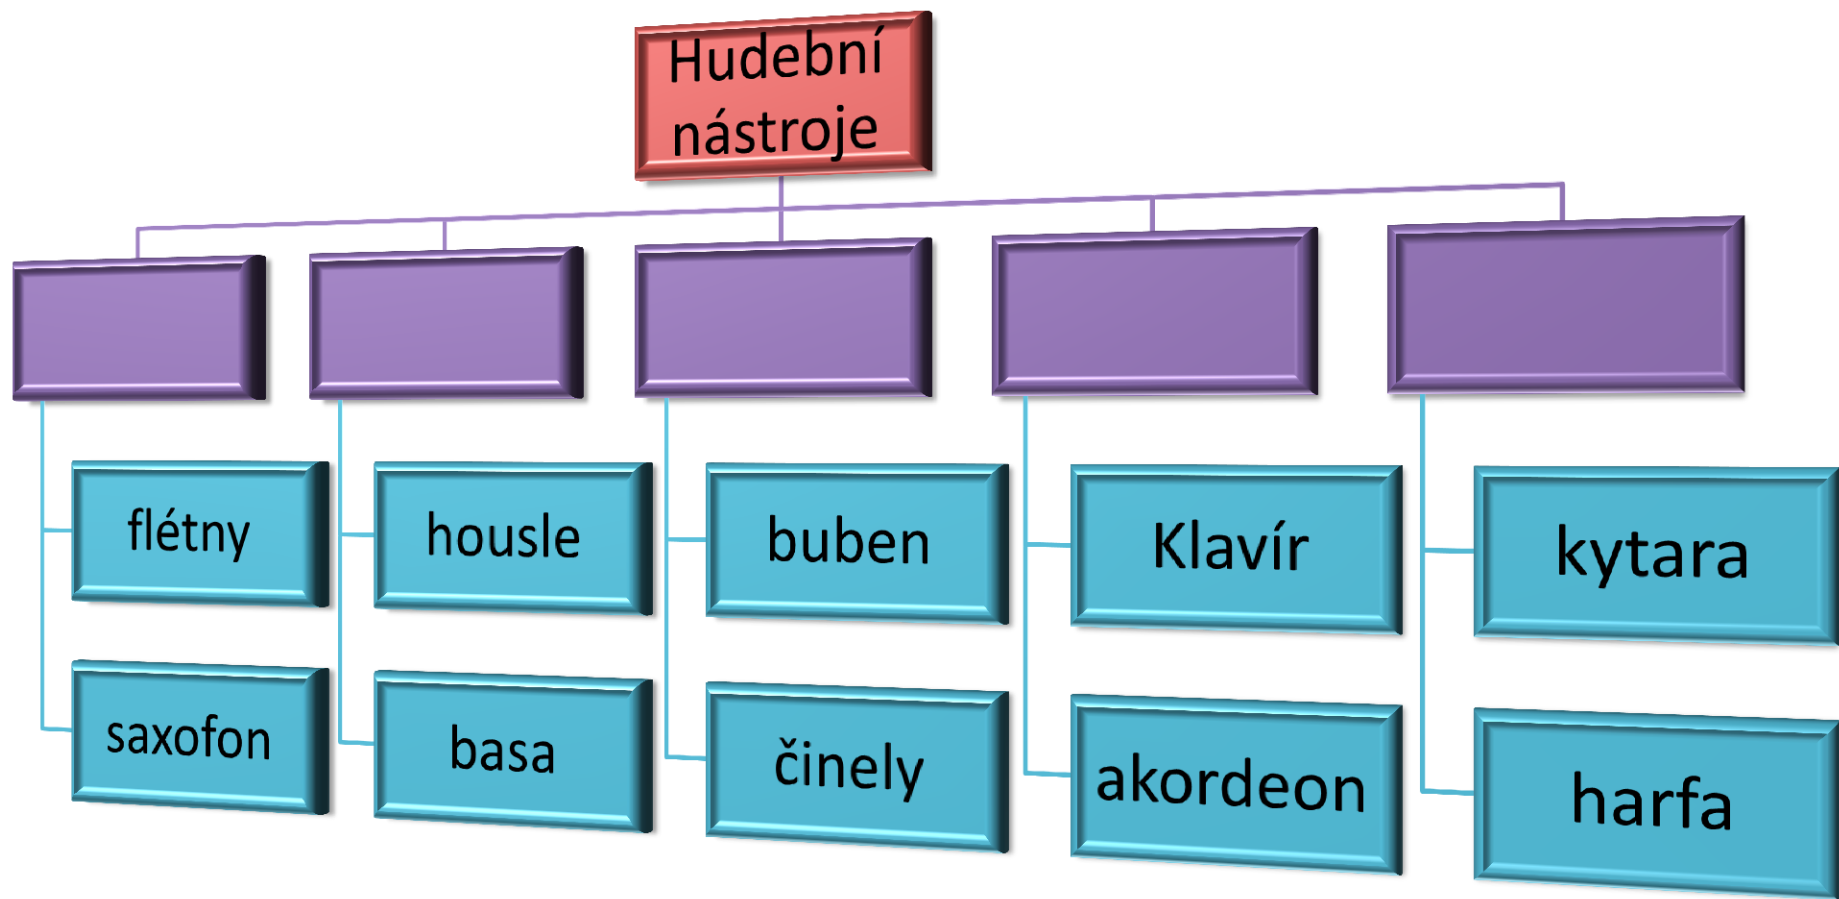 Hudební
nástroje
flétny
housle
buben
Klavír
kytara
saxofon
basa
činely
akordeon
harfa